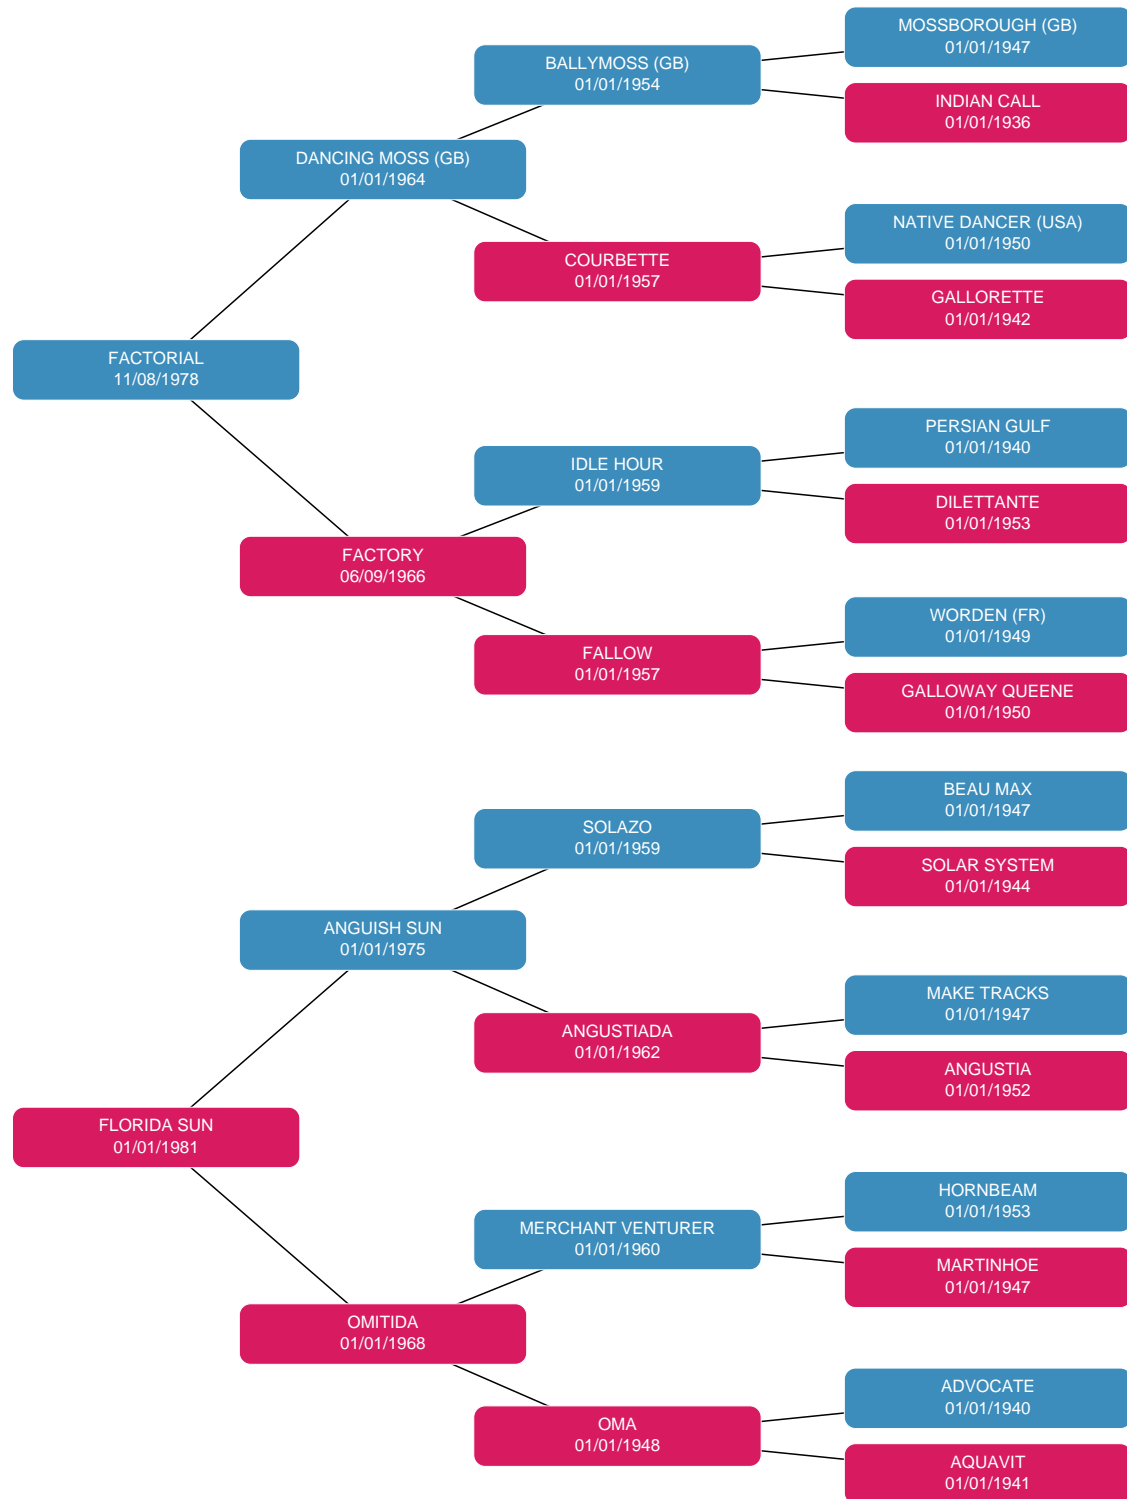 MOSSBOROUGH (GB)
01/01/1947
BALLYMOSS (GB)
01/01/1954
INDIAN CALL
01/01/1936
DANCING MOSS (GB)
01/01/1964
NATIVE DANCER (USA)
01/01/1950
COURBETTE
01/01/1957
GALLORETTE
01/01/1942
FACTORIAL
11/08/1978
PERSIAN GULF
01/01/1940
IDLE HOUR
01/01/1959
DILETTANTE
01/01/1953
FACTORY
06/09/1966
WORDEN (FR)
01/01/1949
FALLOW
01/01/1957
GALLOWAY QUEENE
01/01/1950
BEAU MAX
01/01/1947
SOLAZO
01/01/1959
SOLAR SYSTEM
01/01/1944
ANGUISH SUN
01/01/1975
MAKE TRACKS
01/01/1947
ANGUSTIADA
01/01/1962
ANGUSTIA
01/01/1952
FLORIDA SUN
01/01/1981
HORNBEAM
01/01/1953
MERCHANT VENTURER
01/01/1960
MARTINHOE
01/01/1947
OMITIDA
01/01/1968
ADVOCATE
01/01/1940
OMA
01/01/1948
AQUAVIT
01/01/1941